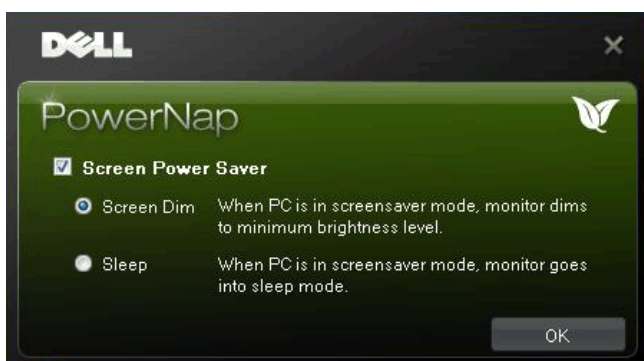 DELL
PowerNap
Screen Power Saver
Screen Dim When PC is in screensaver mode, monitor dims
to minimum brightness level.
Sleep When PC is in screensaver mode, monitor goes
into sleep mode.
OK